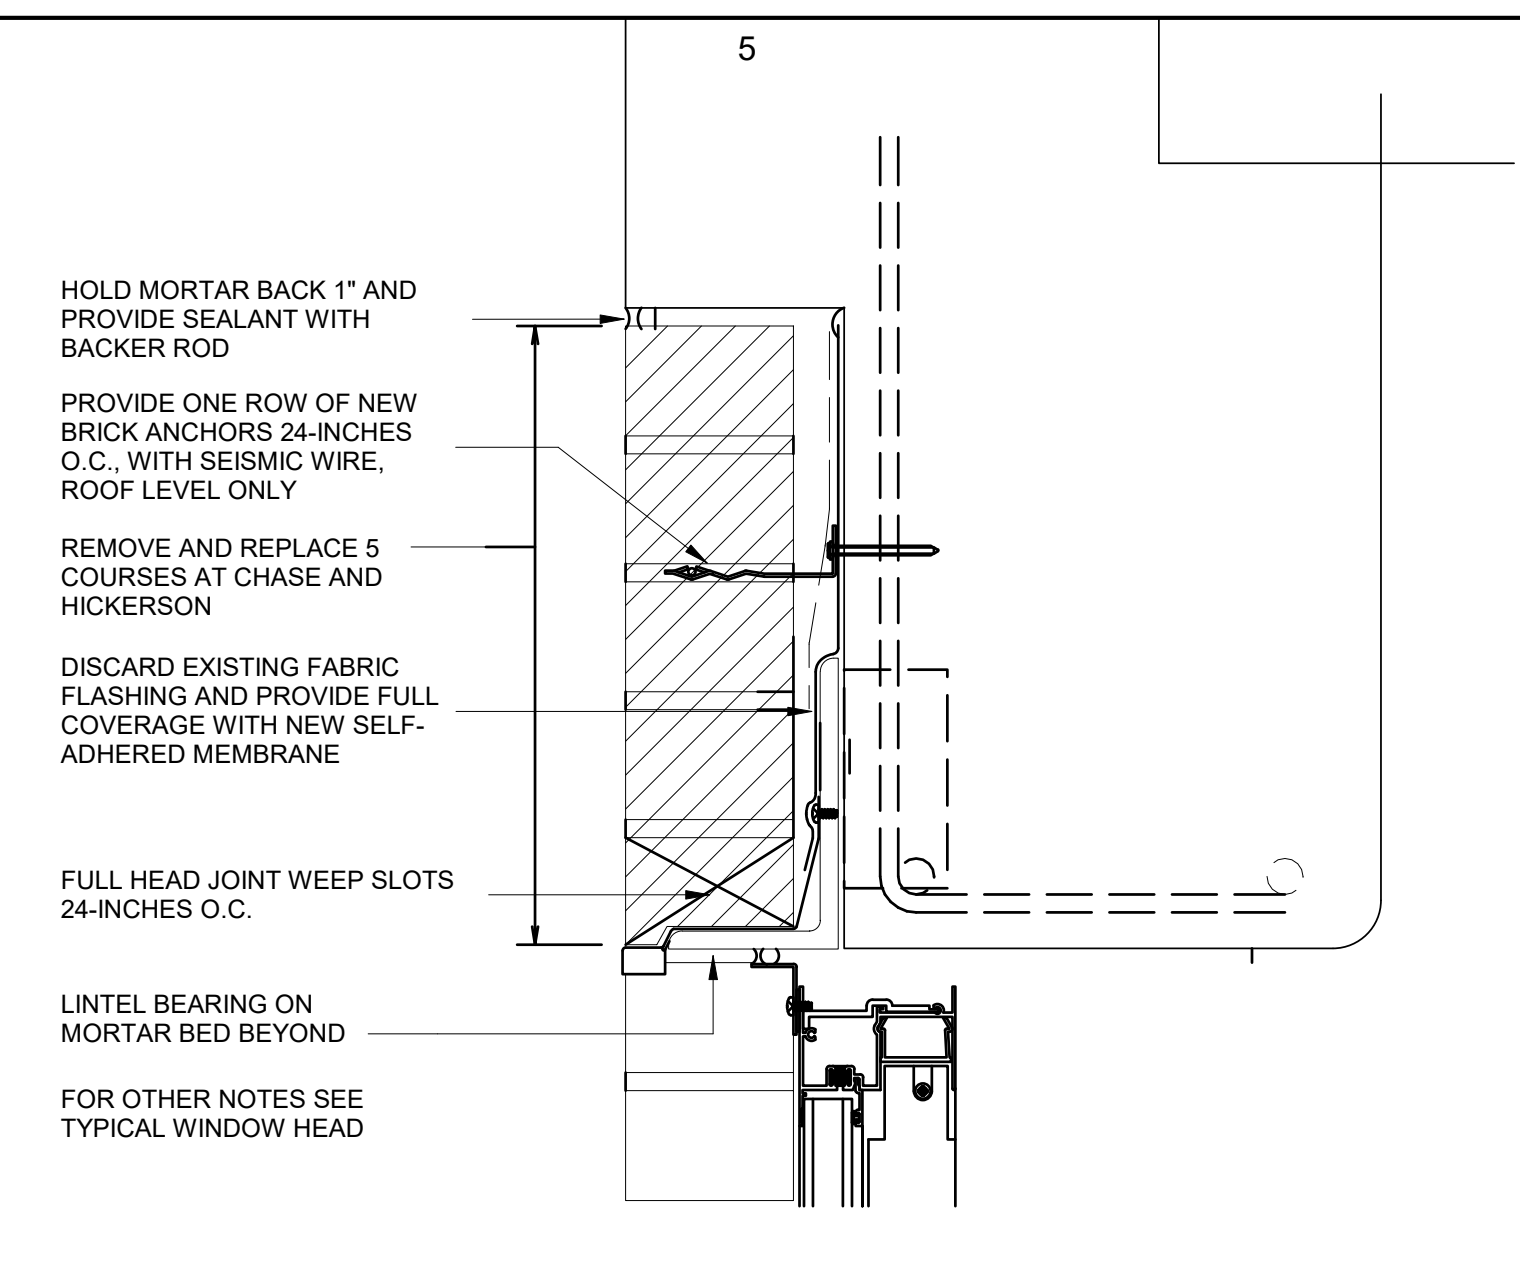 5
HOLD MORTAR BACK 1" AND
PROVIDE SEALANT WITH
BACKER ROD
PROVIDE ONE ROW OF NEW
BRICK ANCHORS 24-INCHES
O.C., WITH SEISMIC WIRE,
ROOF LEVEL ONLY
REMOVE AND REPLACE 5
COURSES AT CHASE AND
HICKERSON
DISCARD EXISTING FABRIC
FLASHING AND PROVIDE FULL
COVERAGE WITH NEW SELF-
ADHERED MEMBRANE
FULL HEAD JOINT WEEP SLOTS
24-INCHES O.C.
LINTEL BEARING ON
MORTAR BED BEYOND
FOR OTHER NOTES SEE
TYPICAL WINDOW HEAD